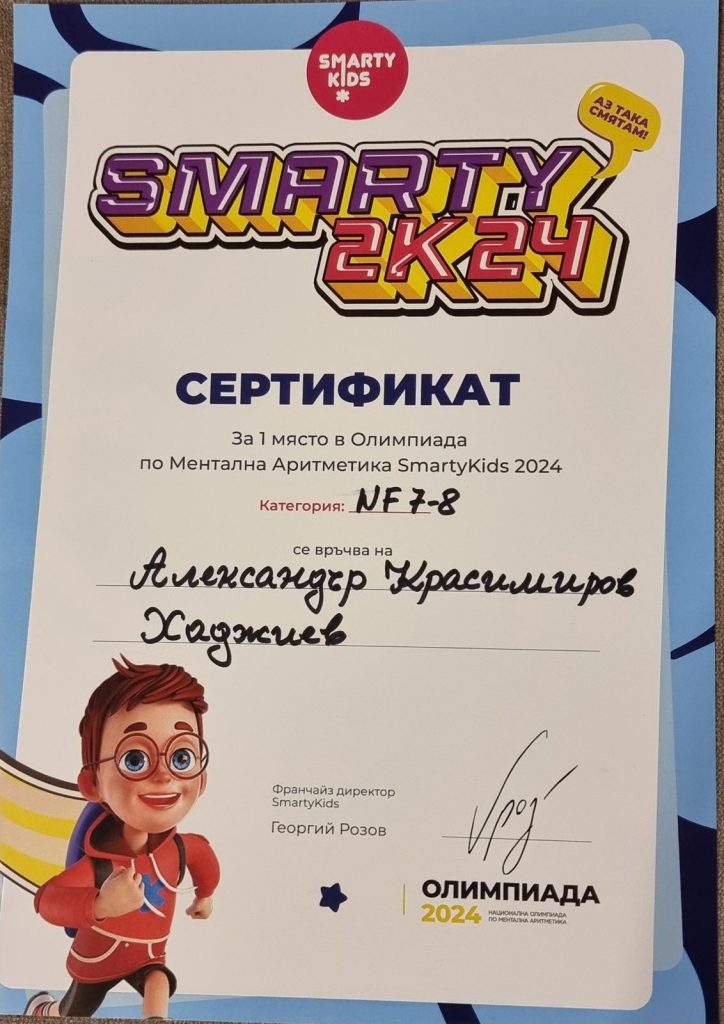 SMARTY
KIDS
АЗ ТАКА
СМЯТАМ!
SMARTY
2K24
СЕРТИФИКАТ
За 1 място в Олимпиада
по Ментална Аритметика SmartyKids 2024
Категория: NF 7-8
се връчва на
Александър Красимиров
Хаджиев
Франчайз директор
SmartyKids
Георгий Розов
ОЛИМПИАДА
2024 НАЦИОНАЛНА ОЛИМПИАДА
ПО МЕНТАЛНА АРИТМЕТИКА